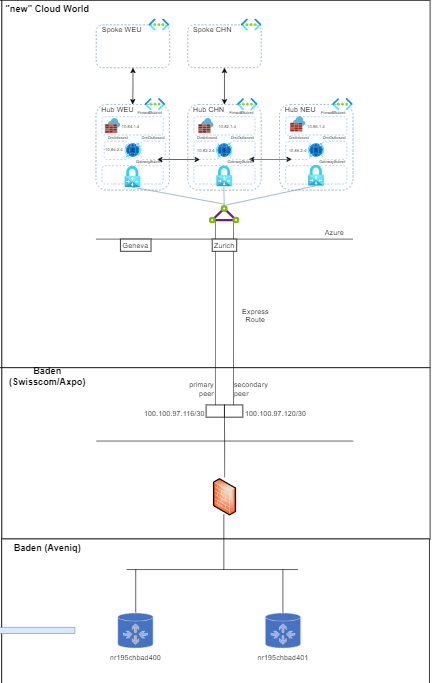 "new" Cloud World
Spoke WEU
Spoke CHN
Hub WEU
Hub CHN
Hub NEU
FirewallSubnet
FirewallSubnet
FirewallSubnet
10.82.1.4
10.84.1.4
10.86.1.4
DnsInbound
DnsOutbound
DnsInbound
DnsOutbound
DnsInbound
DnsOutbound
10.82.2.4
10.84.2.4
10.86.2.4
GatewaySubnet
GatewaySubnet
GatewaySubnet
Azure
Geneva
Zurich
Express
Route
Baden
(Swisscom/Axpo)
primary
peer
secondary
peer
100.100.97.116/30
100.100.97.120/30
Baden (Aveniq)
nr195chbad400
nr195chbad401